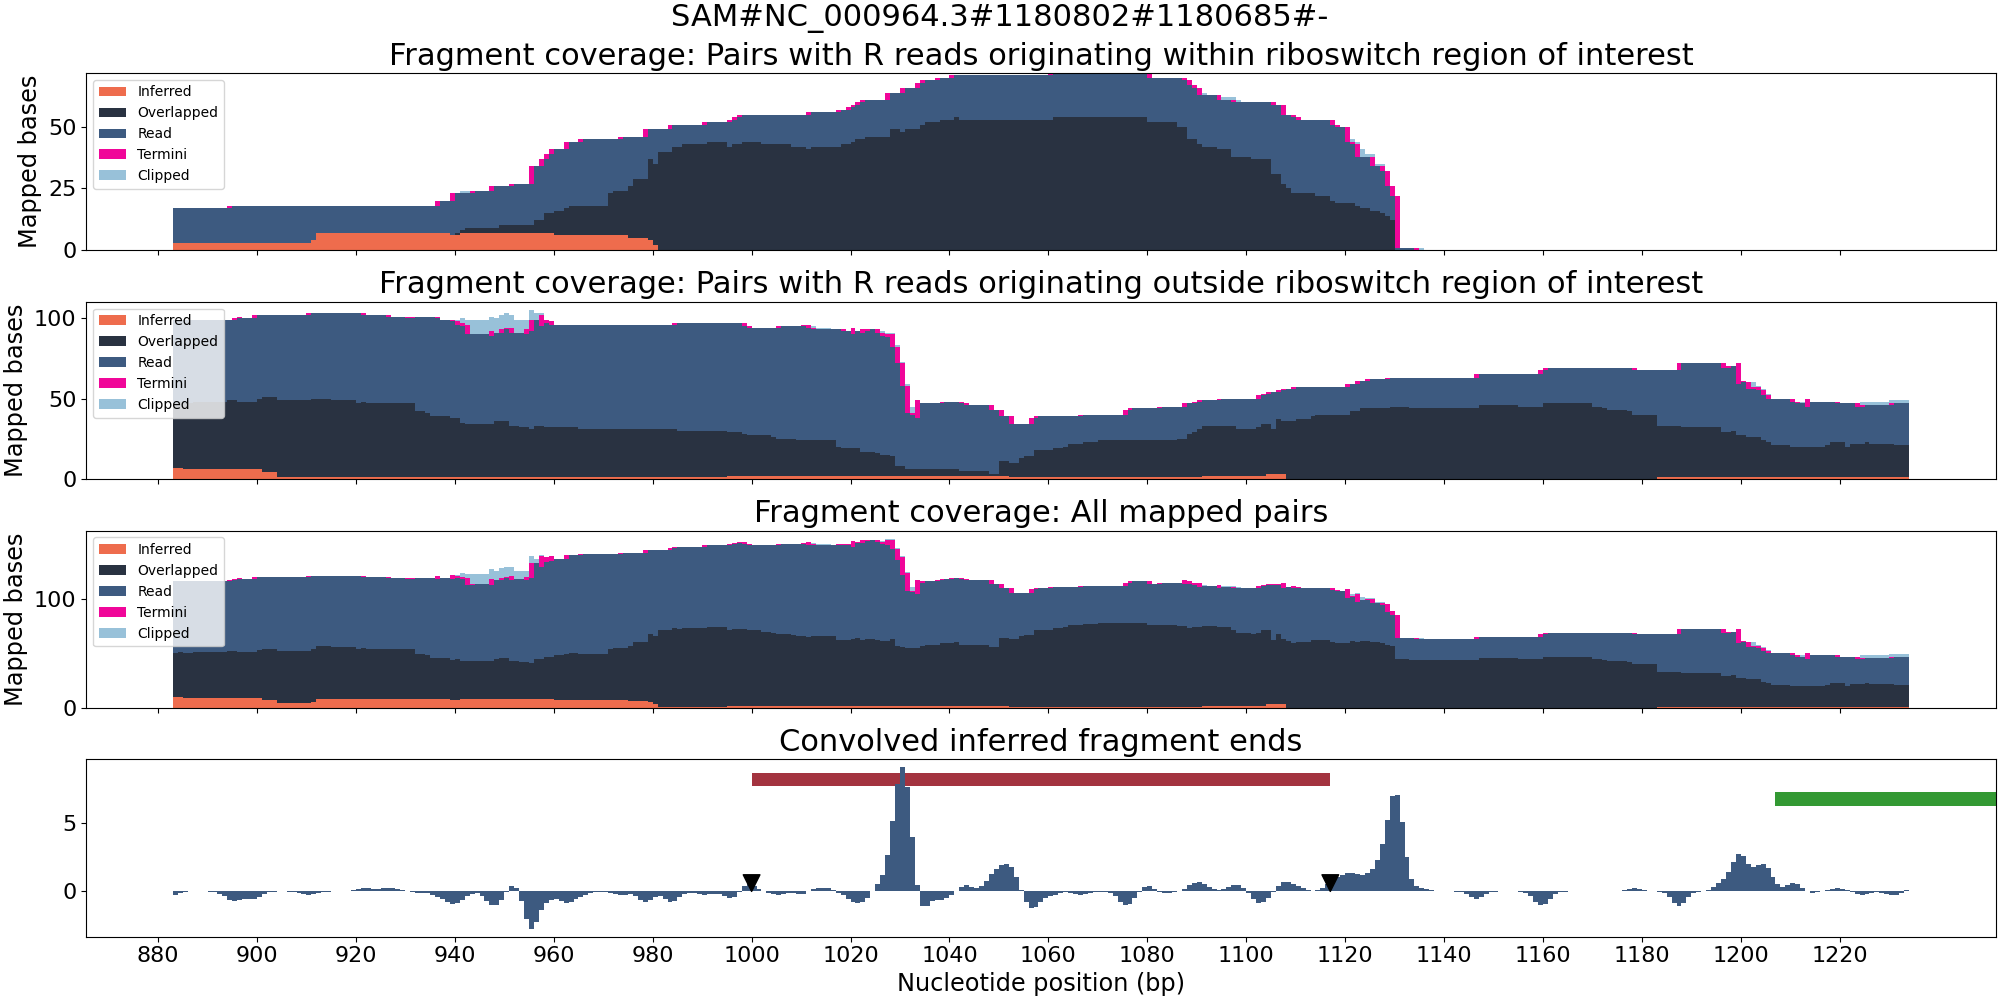 SAM#NC_000964.3#1180802#1180685#-
Fragment coverage: Pairs with R reads originating within riboswitch region of interest
Mapped bases
50
25
0
Inferred
Overlapped
Read
Termini
Clipped
Fragment coverage: Pairs with R reads originating outside riboswitch region of interest
Mapped bases
100
50
0
Inferred
Overlapped
Read
Termini
Clipped
Fragment coverage: All mapped pairs
Mapped bases
100
0
Inferred
Overlapped
Read
Termini
Clipped
Convolved inferred fragment ends
5
0
880 900 920 940 960 980 1000 1020 1040 1060 1080 1100 1120 1140 1160 1180 1200 1220
Nucleotide position (bp)